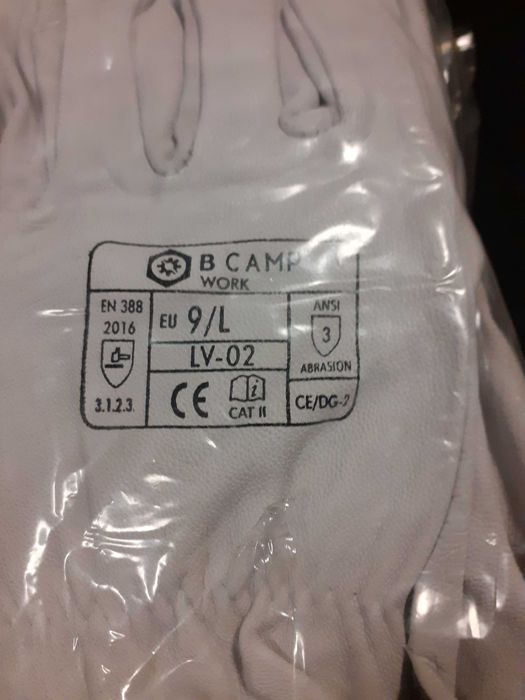 B CAMP
WORK
EN 388
2016
3.1.2.3.
EU 9/L
LV-02
CE
CAT II
ANSI
3
ABRASION
CE/DG-2